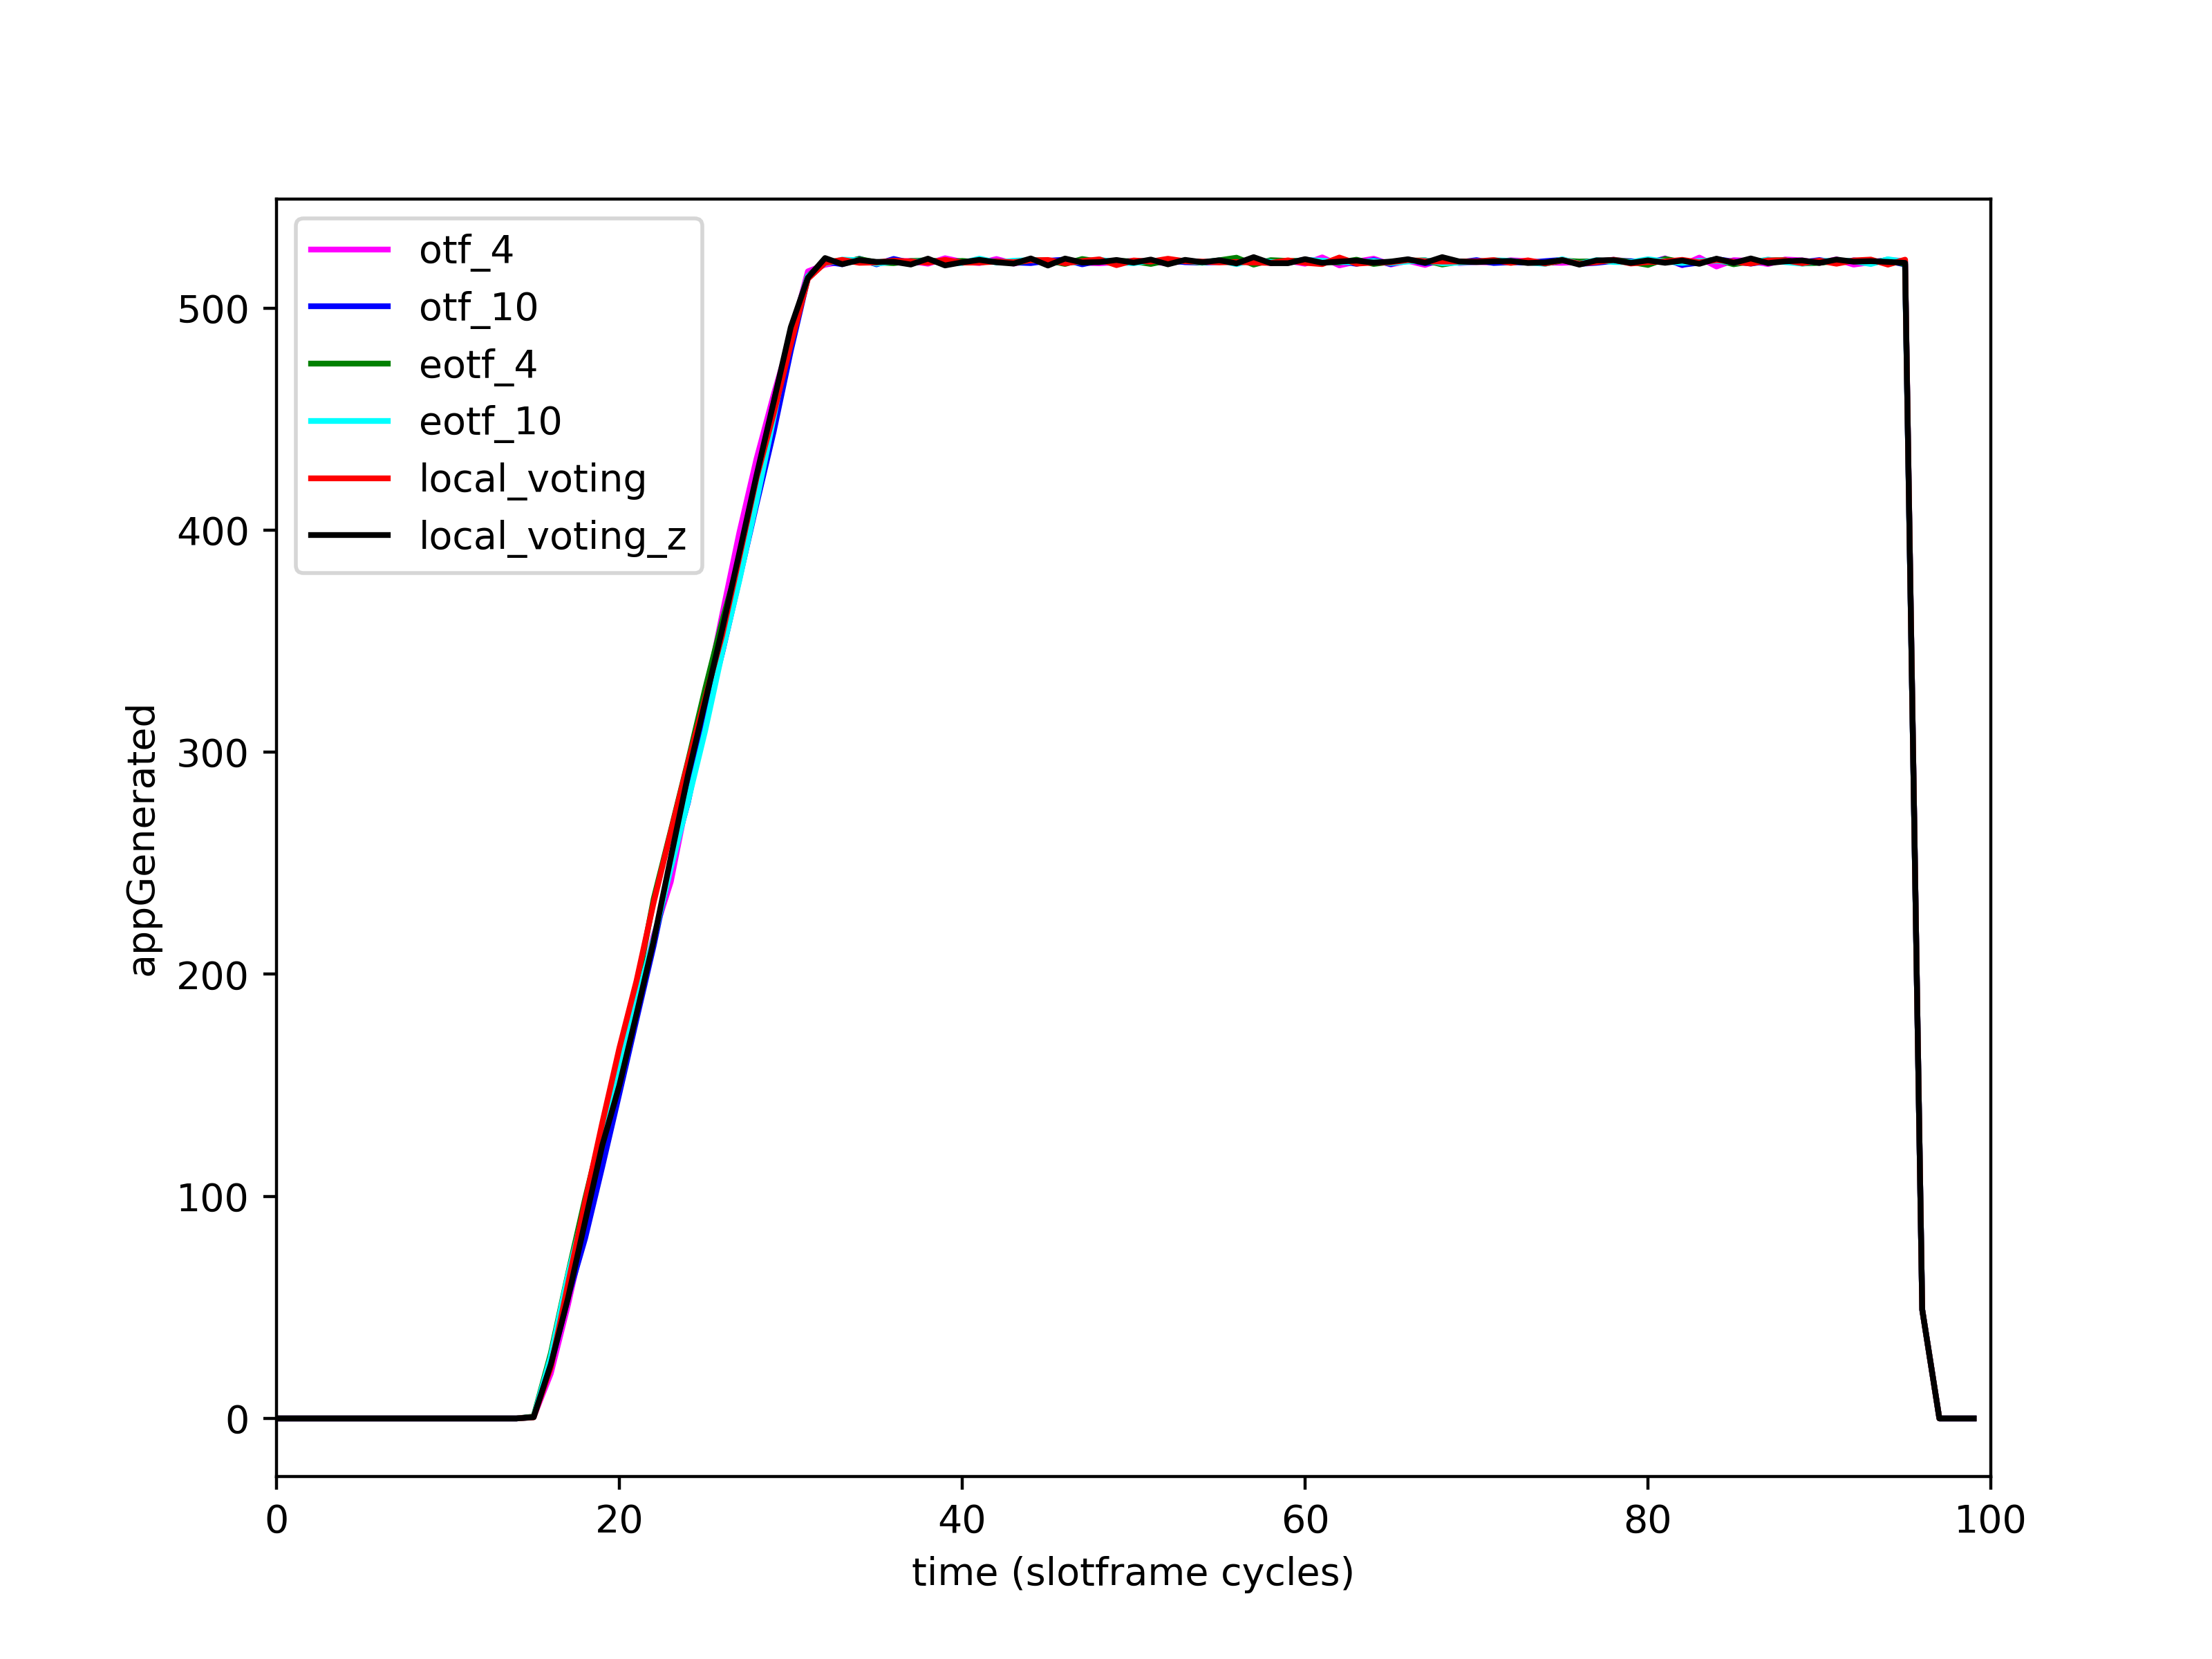 otf_4
otf_10
eotf_4
eotf_10
local_voting
local_voting_z
500
400
300
200
100
0
appGenerated
0 20 40 60 80 100
time (slotframe cycles)